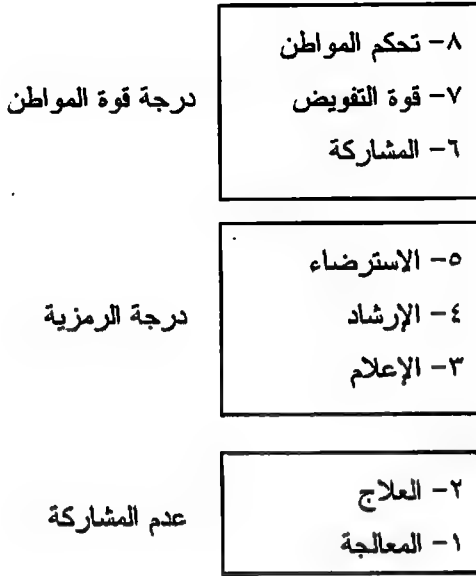 ٨- تحكم المواطن
٧- قوة التفويض
درجة قوة المواطن
٦- المشاركة
٥- الاسترضاء
٤- الإرشاد
درجة الرمزية
٣- الإعلام
٢- العلاج
عدم المشاركة
١- المعالجة